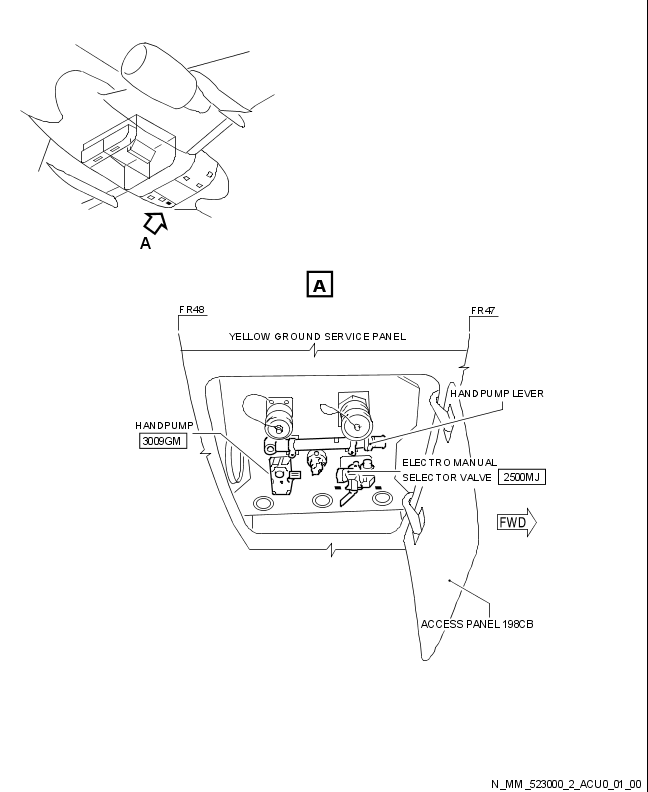 A
A
FR48
FR47
YELLOW GROUND SERVICE PANEL
HANDPUMP LEVER
HANDPUMP
3009GM
ELECTRO MANUAL
SELECTOR VALVE 2500MJ
FWD
ACCESS PANEL 198CB
N_MM_523000_2_ACU0_01_00